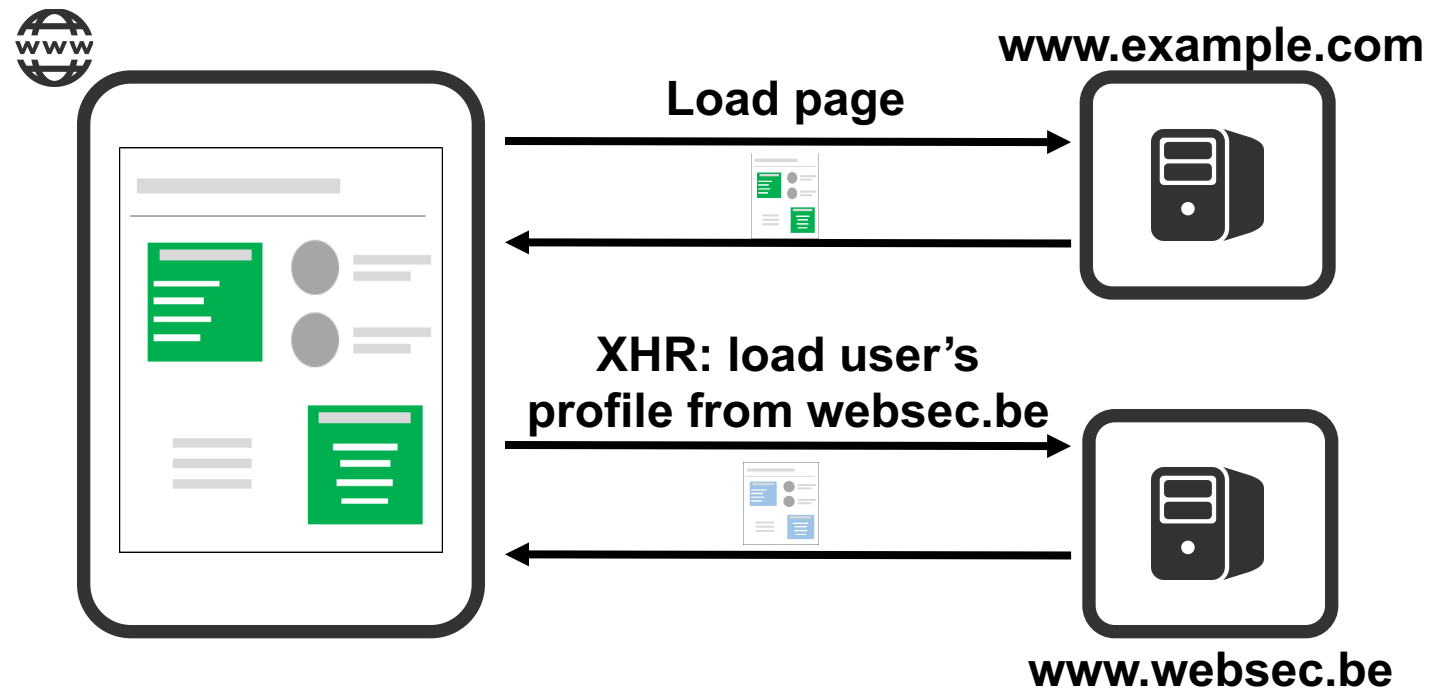 www
www.example.com
Load page
XHR: load user’s
profile from websec.be
www.websec.be